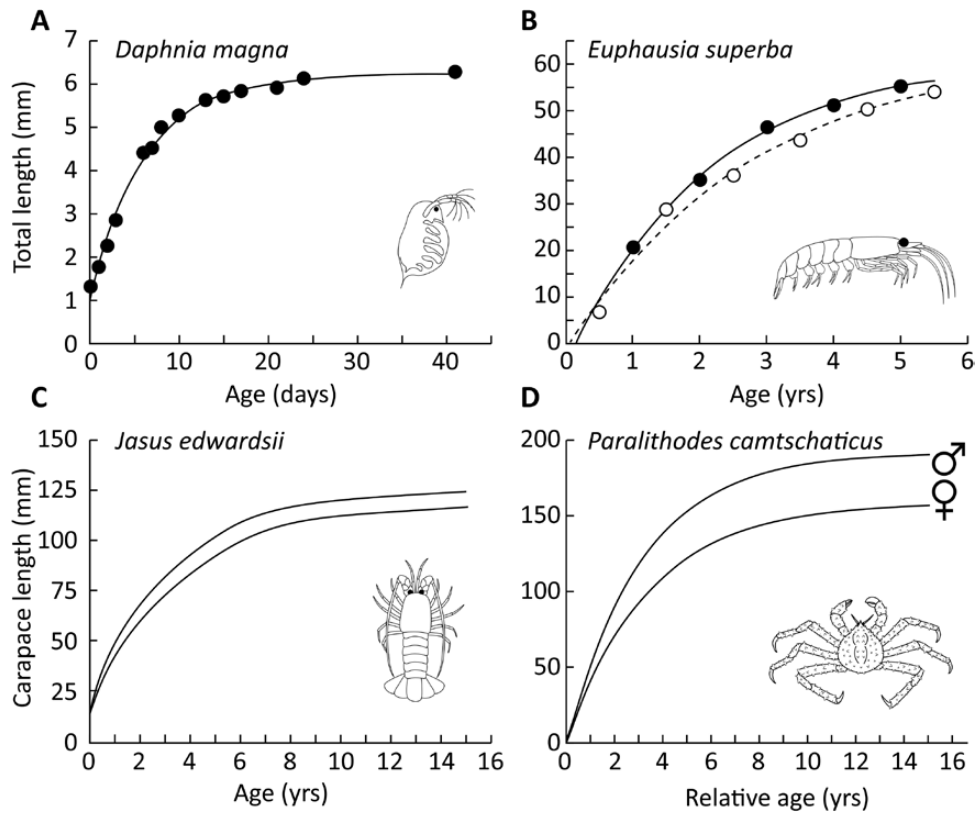 A
Daphnia magna
7
6
5
4
3
2
1
0
Total length (mm)
0 10 20 30 40
Age (days)
B
Euphausia superba
60
50
40
30
20
10
0
0 1 2 3 4 5 6
Age (yrs)
C
Jasus edwardsii
150
125
100
75
50
25
0
Carapace length (mm)
0 2 4 6 8 10 12 14 16
Age (yrs)
D
Paralithodes camtschaticus
200
150
100
50
0
♂
♀
0 2 4 6 8 10 12 14 16
Relative age (yrs)